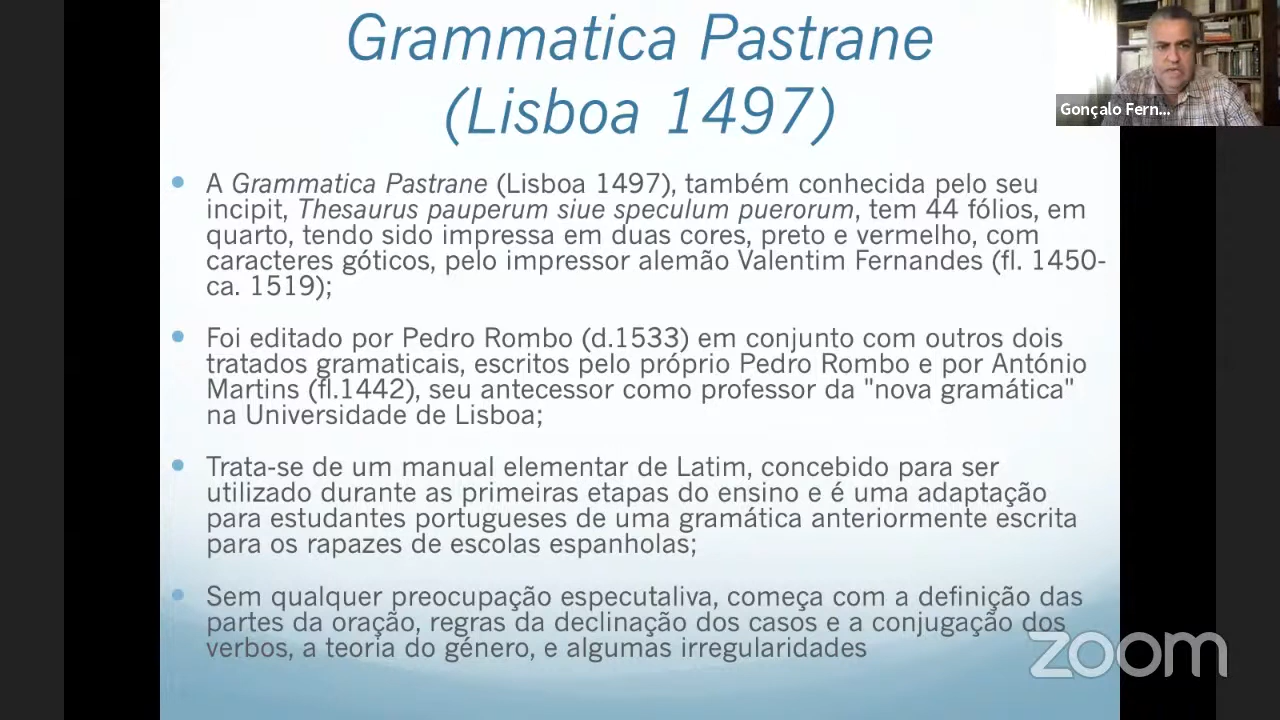 Grammatica Pastrane
(Lisboa 1497)
Gonçalo Fern...
A Grammatica Pastrane (Lisboa 1497), também conhecida pelo seu
incipit, Thesaurus pauperum siue speculum puerorum, tem 44 fólios, em
quarto, tendo sido impressa em duas cores, preto e vermelho, com
caracteres góticos, pelo impressor alemão Valentim Fernandes (fl. 1450-
ca. 1519);
Foi editado por Pedro Rombo (d.1533) em conjunto com outros dois
tratados gramaticais, escritos pelo próprio Pedro Rombo e por António
Martins (fl.1442), seu antecessor como professor da "nova gramática"
na Universidade de Lisboa;
Trata-se de um manual elementar de Latim, concebido para ser
utilizado durante as primeiras etapas do ensino e é uma adaptação
para estudantes portugueses de uma gramática anteriormente escrita
para os rapazes de escolas espanholas;
Sem qualquer preocupação especutaliva, começa com a definição das
partes da oração, regras da declinação dos casos e a conjugação dos
verbos, a teoria do género, e algumas irregularidades
zoom